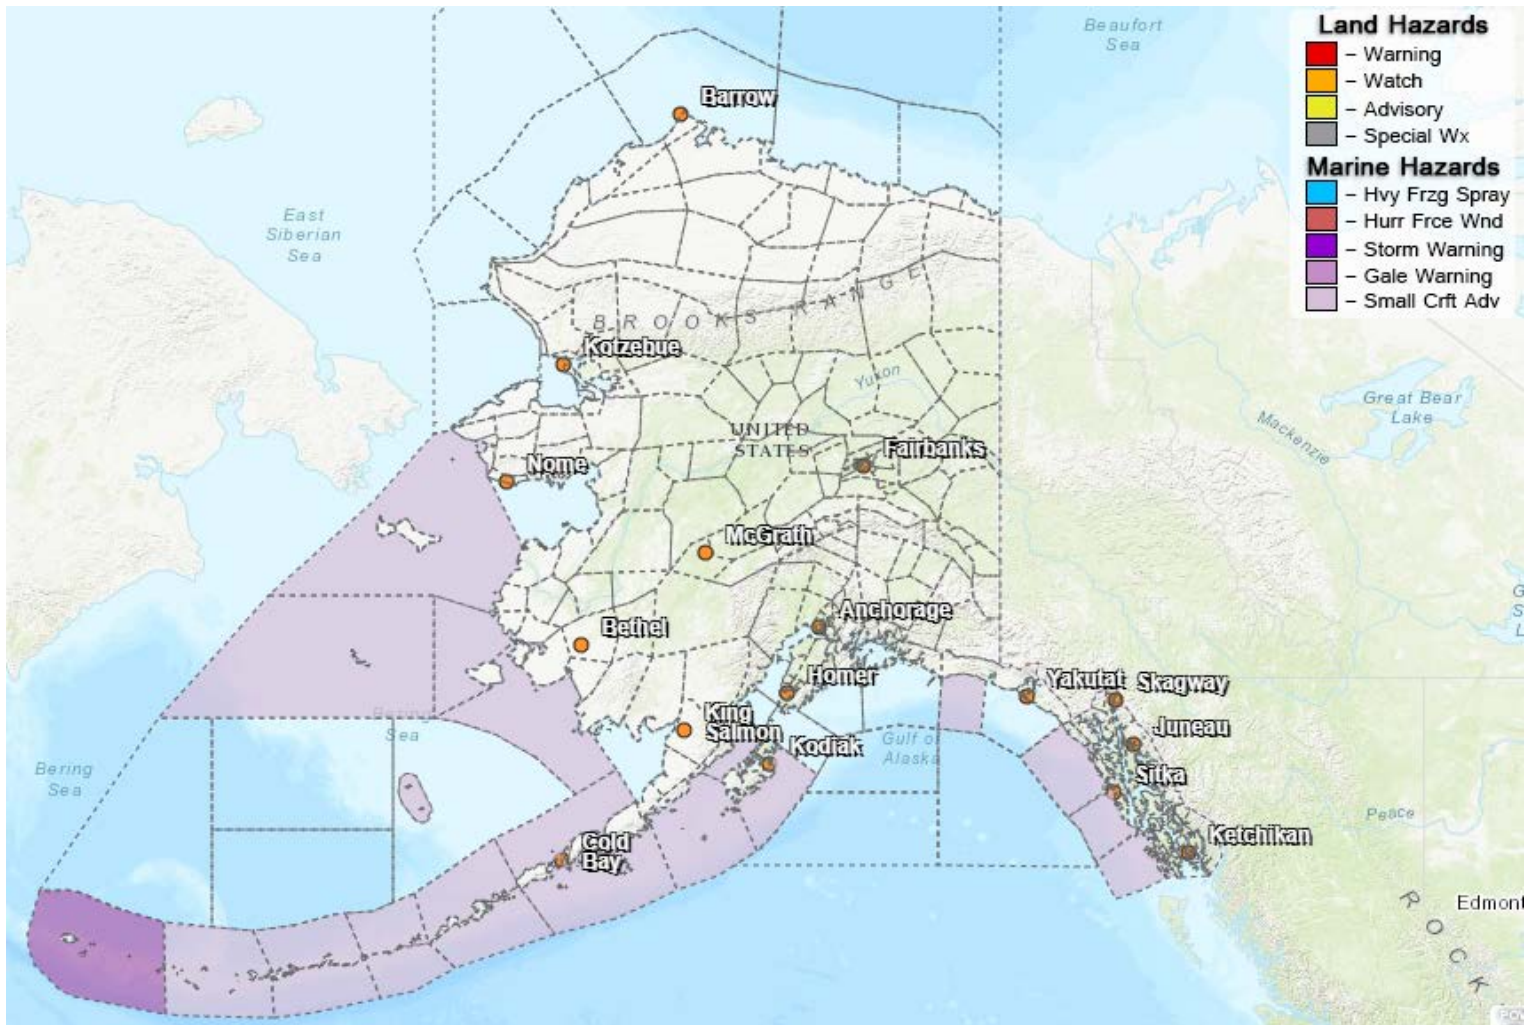 Beaufort
Sea
Land Hazards
– Warning
– Watch
– Advisory
– Special Wx
Marine Hazards
– Hvy Frzg Spray
– Hurr Frce Wnd
– Storm Warning
– Gale Warning
– Small Crft Adv
Barrow
East
Siberian
Sea
BROOKS RANGE
Kotzebue
Yukon
Great Bear
Lake
Mackenzie
UNITED
STATES
Fairbanks
Nome
McGrath
Anchorage
Bethel
Homer
Yakutat
Skagway
King
Salmon
Kodiak
Juneau
Gulf of
Alaska
Bering
Sea
Sitka
Bering
Sea
Peace
Cold
Bay
Ketchikan
Edmont
ROCK